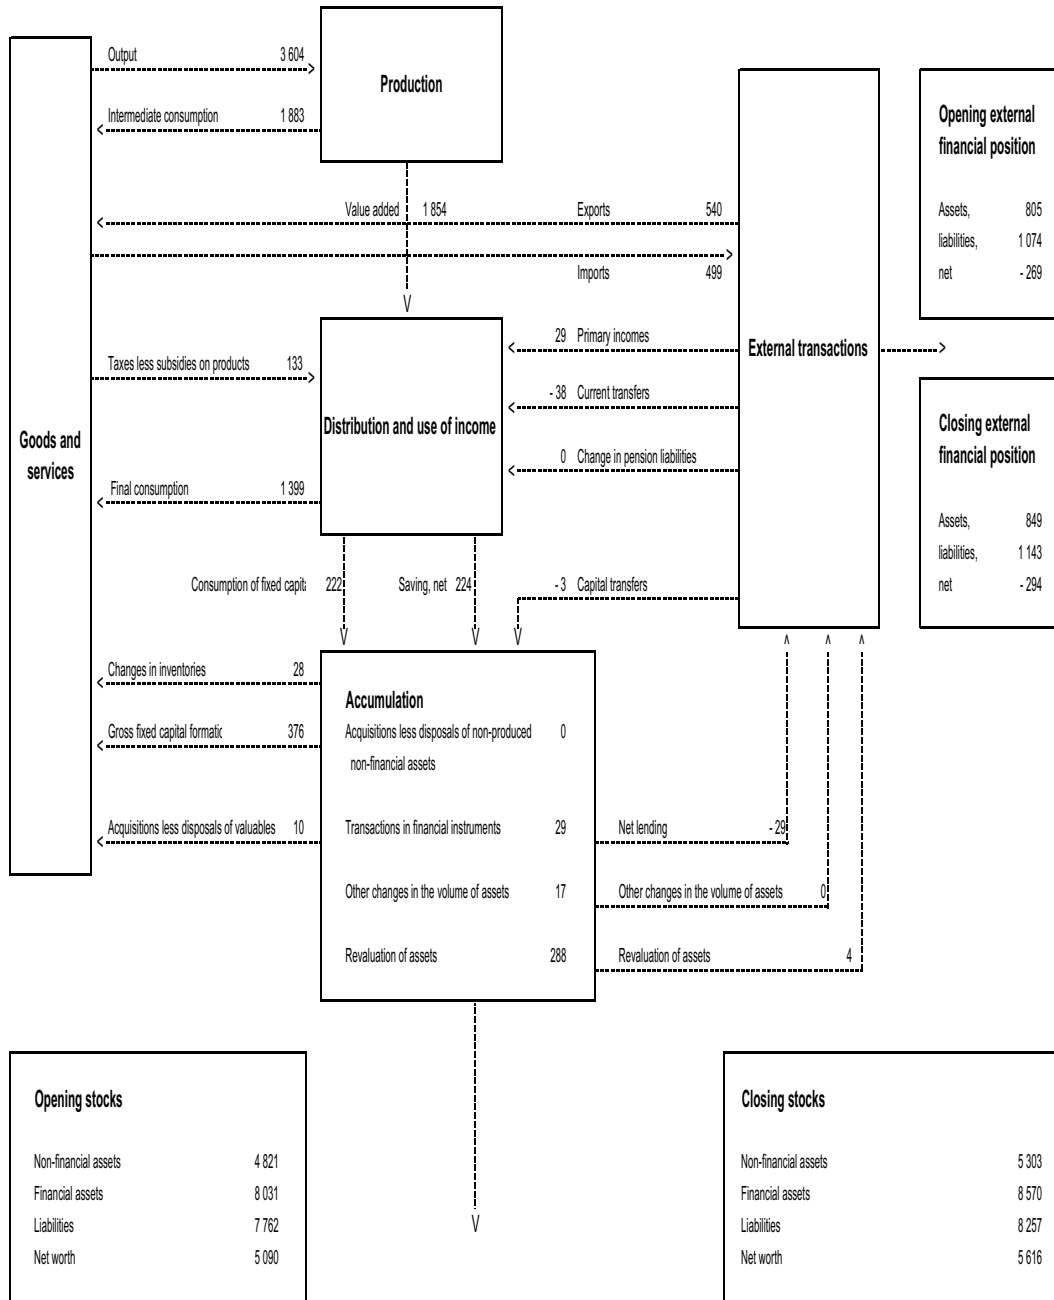 Output 3 604
Production
Intermediate consumption 1 883
Opening external
financial position
Value added 1 854
Exports 540
Assets, 805
liabilities, 1 074
net - 269
Imports 499
29 Primary incomes
External transactions
Taxes less subsidies on products 133
- 38 Current transfers
Distribution and use of income
Closing external
financial position
Goods and
services
0 Change in pension liabilities
Final consumption 1 399
Assets, 849
liabilities, 1 143
net - 294
Consumption of fixed capita 222
Saving, net 224
- 3 Capital transfers
Changes in inventories 28
Accumulation
Gross fixed capital formatic 376
Acquisitions less disposals of non-produced 0
non-financial assets
Acquisitions less disposals of valuables 10
Transactions in financial instruments 29
Net lending - 29
Other changes in the volume of assets 17
Other changes in the volume of assets 0
Revaluation of assets 288
Revaluation of assets 4
Opening stocks
Non-financial assets 4 821
Financial assets 8 031
Liabilities 7 762
Net worth 5 090
Closing stocks
Non-financial assets 5 303
Financial assets 8 570
Liabilities 8 257
Net worth 5 616